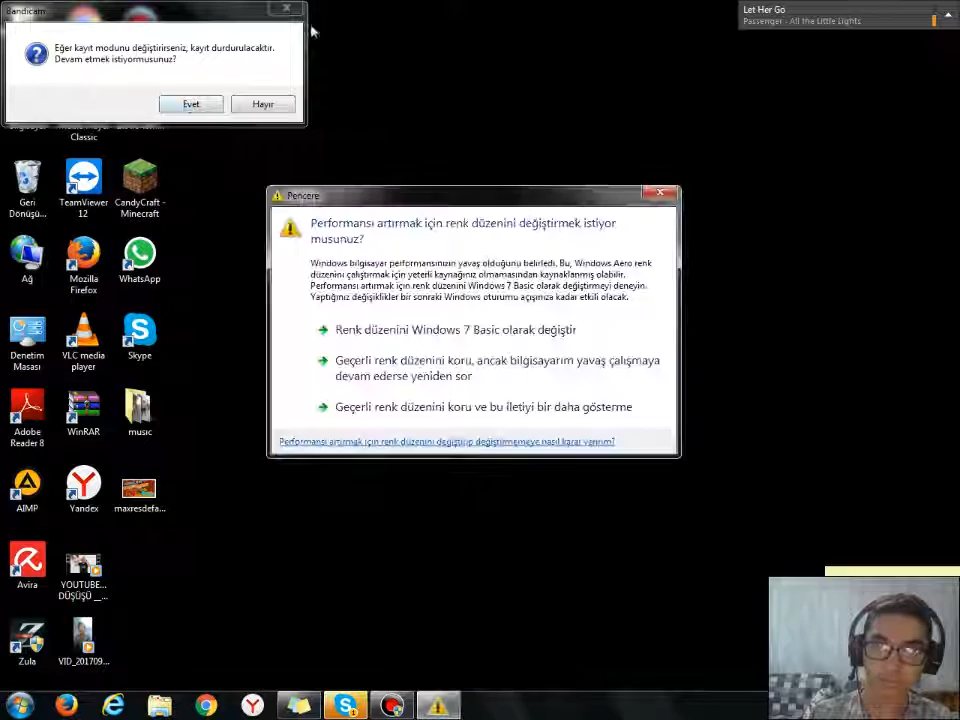 Bandicam
Eğer kayıt modunu değiştirirseniz, kayıt durdurulacaktır.
Devam etmek istiyormusunuz?
Evet
Hayır
Let Her Go
Passenger - All the Little Lights
Classic
Geri
Dönüşü...
TeamViewer
12
CandyCraft -
Minecraft
Ağ
Mozilla
Firefox
WhatsApp
Denetim
Masası
VLC media
player
Skype
Adobe
Reader 8
WinRAR
music
AIMP
Yandex
maxresdefa...
Avira
YOUTUBE...
DÜŞÜŞÜ __...
Zula
VID_201709...
Pencere
Performansı artırmak için renk düzenini değiştirmek istiyor
musunuz?
Windows bilgisayar performansınızın yavaş olduğunu belirledi. Bu, Windows Aero renk
düzenini çalıştırmak için yeterli kaynağınız olmamasından kaynaklanmış olabilir.
Performansı artırmak için renk düzenini Windows 7 Basic olarak değiştirmeyi deneyin.
Yaptığınız değişiklikler bir sonraki Windows oturumu açışınıza kadar etkili olacak.
Renk düzenini Windows 7 Basic olarak değiştir
Geçerli renk düzenini koru, ancak bilgisayarım yavaş çalışmaya
devam ederse yeniden sor
Geçerli renk düzenini koru ve bu iletiyi bir daha gösterme
Performansı artırmak için renk düzenini değiştirip değiştirmemeye nasıl karar veririm?